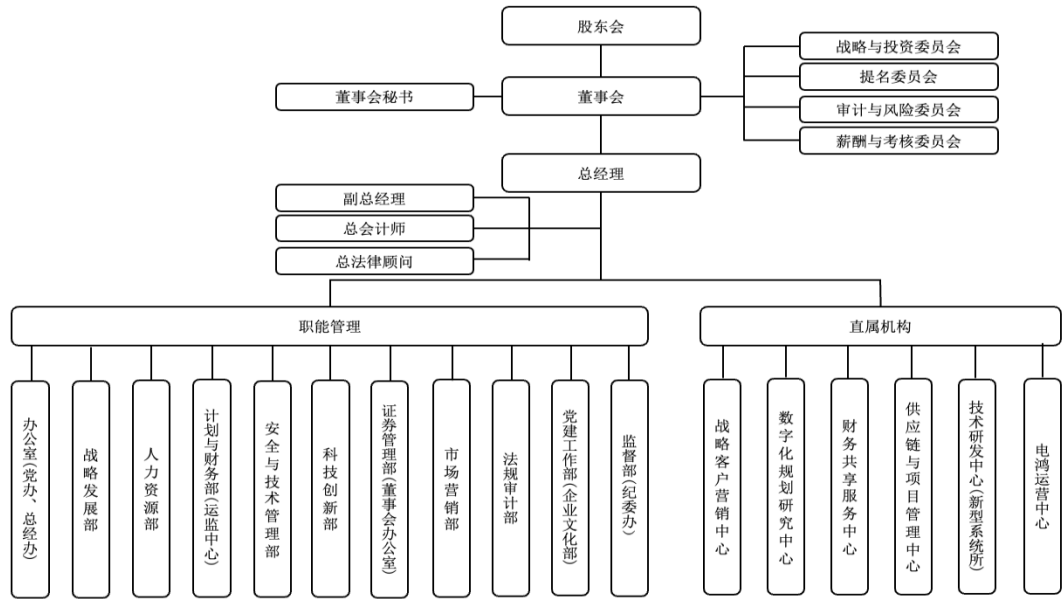 股东会
战略与投资委员会
提名委员会
董事会秘书
董事会
审计与风险委员会
薪酬与考核委员会
总经理
副总经理
总会计师
总法律顾问
职能管理
直属机构
办公室(党办、总经办)
战略发展部
人力资源部
计划与财务部(运监中心)
安全与技术管理部
科技创新部
证券管理部(董事会办公室)
市场营销部
法规审计部
党建工作部(企业文化部)
监督部(纪委办)
战略客户营销中心
数字化规划研究中心
财务共享服务中心
供应链与项目管理中心
技术研发中心(新型系统所)
电鸿运营中心